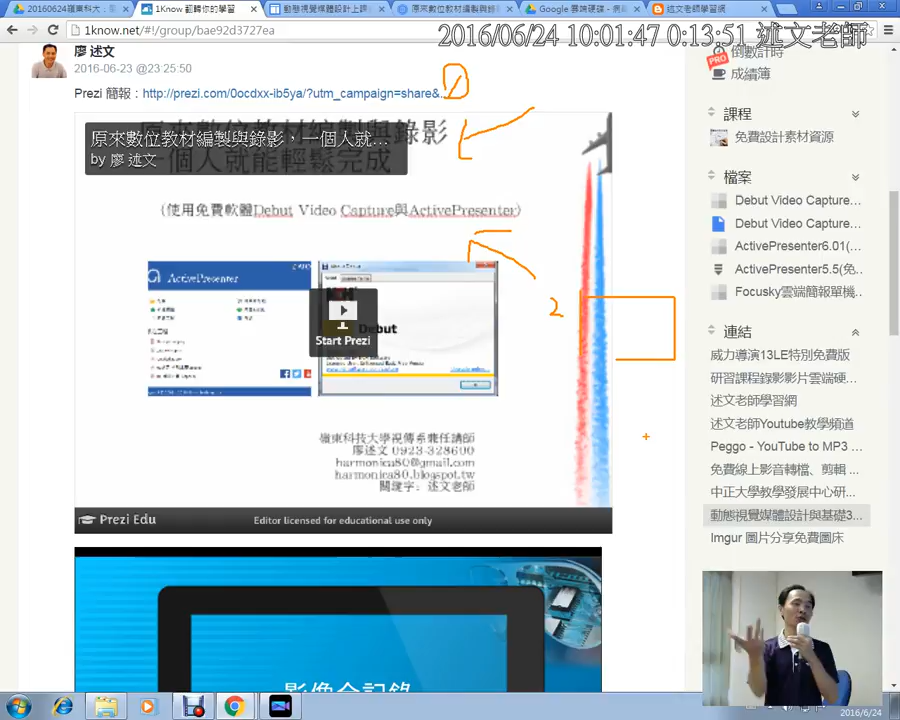 20160624嶺東科大...
1Know 翻轉你的學習
動態視覺媒體設計上課...
原來數位教材編製與錄...
Google 雲端硬碟 - 病...
述文老師學習網
1know.net/#!/group/bae92d3727ea
2016/06/24 10:01:47 0:13:51 述文老師
廖 述文
2016-06-23 @23:25:50
Prezi 簡報：http://prezi.com/0ocdxx-ib5ya/?utm_campaign=share&...
原來數位教材編製與錄影，一個人就...
by 廖 述文
一個人就能輕鬆完成
(使用免費軟體Debut Video Capture與ActivePresenter)
ActivePresenter
Debut
Start Prezi
2
嶺東科技大學視傳系兼任講師
廖述文 0923-328600
harmonica80@gmail.com
harmonica80.blogspot.tw
關鍵字: 述文老師
Prezi Edu
Editor licensed for educational use only
影像全記錄
PRO
倒數計時
成績簿
課程
免費設計素材資源
檔案
Debut Video Capture...
Debut Video Capture...
ActivePresenter6.01(...
ActivePresenter5.5(免...
Focusky雲端簡報單機...
連結
威力導演13LE特別免費版
研習課程錄影影片雲端硬...
述文老師學習網
述文老師Youtube教學頻道
Peggo - YouTube to MP3 ...
免費線上影音轉檔、剪輯 ...
中正大學教學發展中心研...
動態視覺媒體設計與基礎3...
Imgur 圖片分享免費圖床
2016/6/24